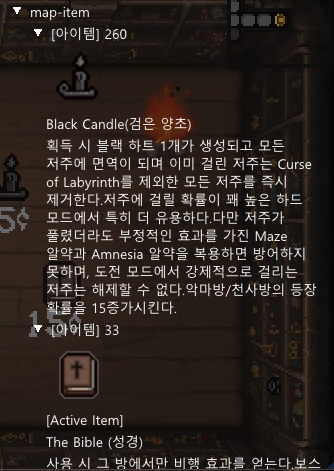 map-item
[아이템] 260
Black Candle(검은 양초)
획득 시 블랙 하트 1개가 생성되고 모든
저주에 면역이 되며 이미 걸린 저주는 Curse
of Labyrinth를 제외한 모든 저주를 즉시
제거한다.저주에 걸릴 확률이 꽤 높은 하드
모드에서 특히 더 유용하다.다만 저주가
풀렸더라도 부정적인 효과를 가진 Maze
알약과 Amnesia 알약을 복용하면 방어하지
못하며, 도전 모드에서 강제적으로 걸리는
저주는 해제할 수 없다.악마방/천사방의 등장
확률을 15증가시킨다.
5¢
15¢
[아이템] 33
[Active Item]
The Bible (성경)
사용 시 그 방에서만 비행 효과를 얻는다.보스